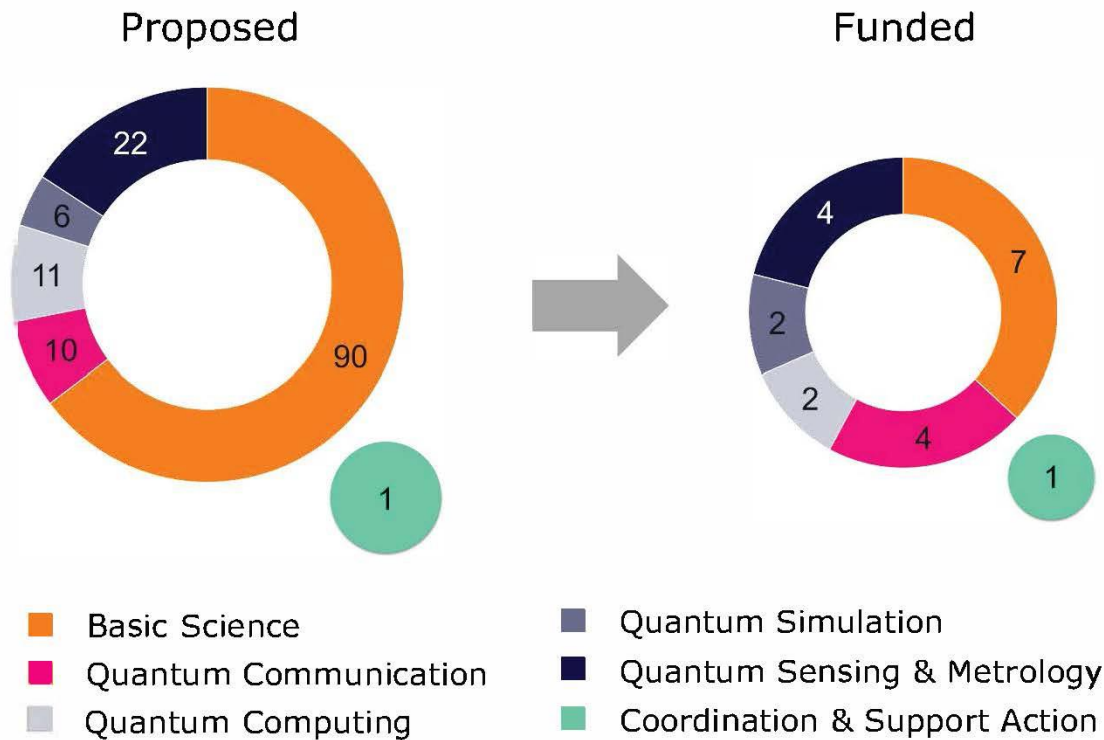 Proposed
Funded
22
6
11
10
90
1
4
2
2
4
7
1
Basic Science
Quantum Communication
Quantum Computing
Quantum Simulation
Quantum Sensing & Metrology
Coordination & Support Action